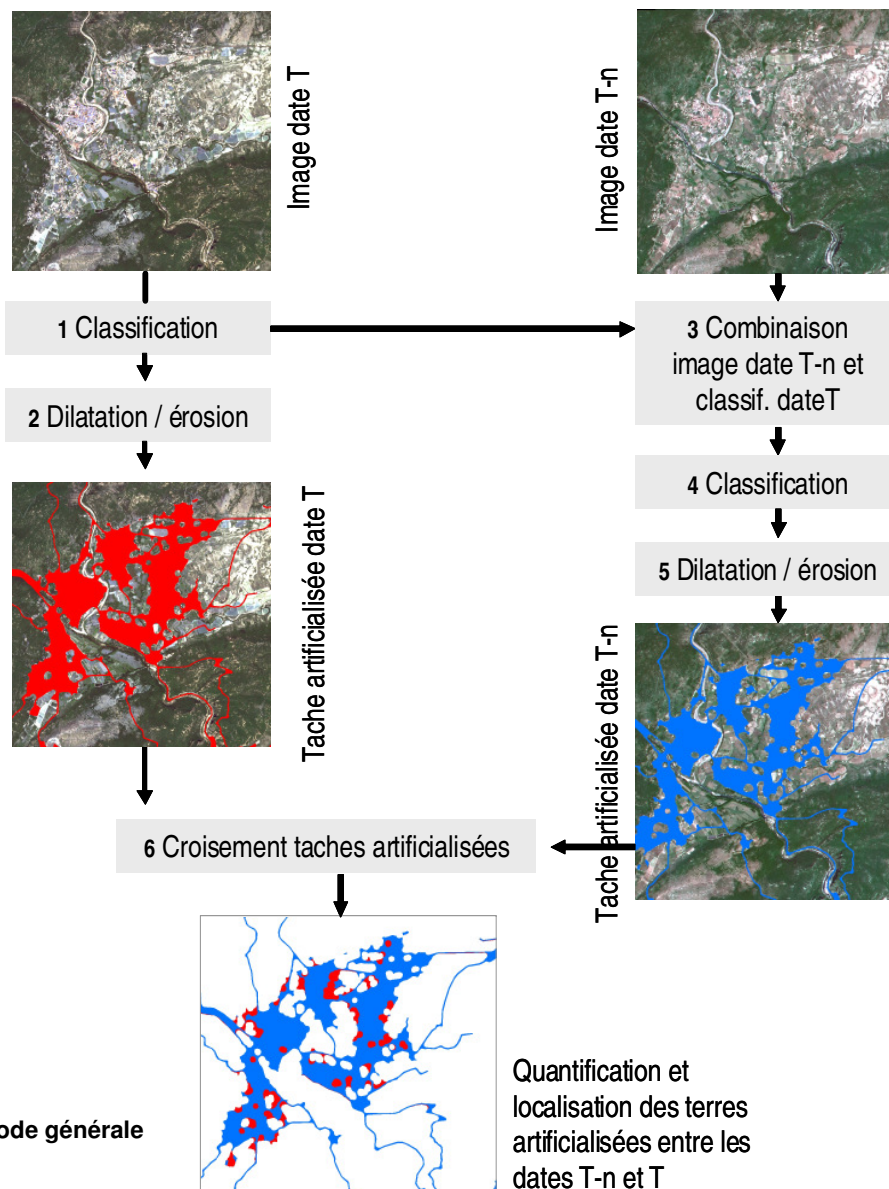 Image date T
Image date T-n
1 Classification
3 Combinaison
image date T-n et
classif. dateT
2 Dilatation / érosion
4 Classification
5 Dilatation / érosion
Tache artificialisée date T
Tache artificialisée date T-n
6 Croisement taches artificialisées
Quantification et
localisation des terres
artificialisées entre les
dates T-n et T
ode générale